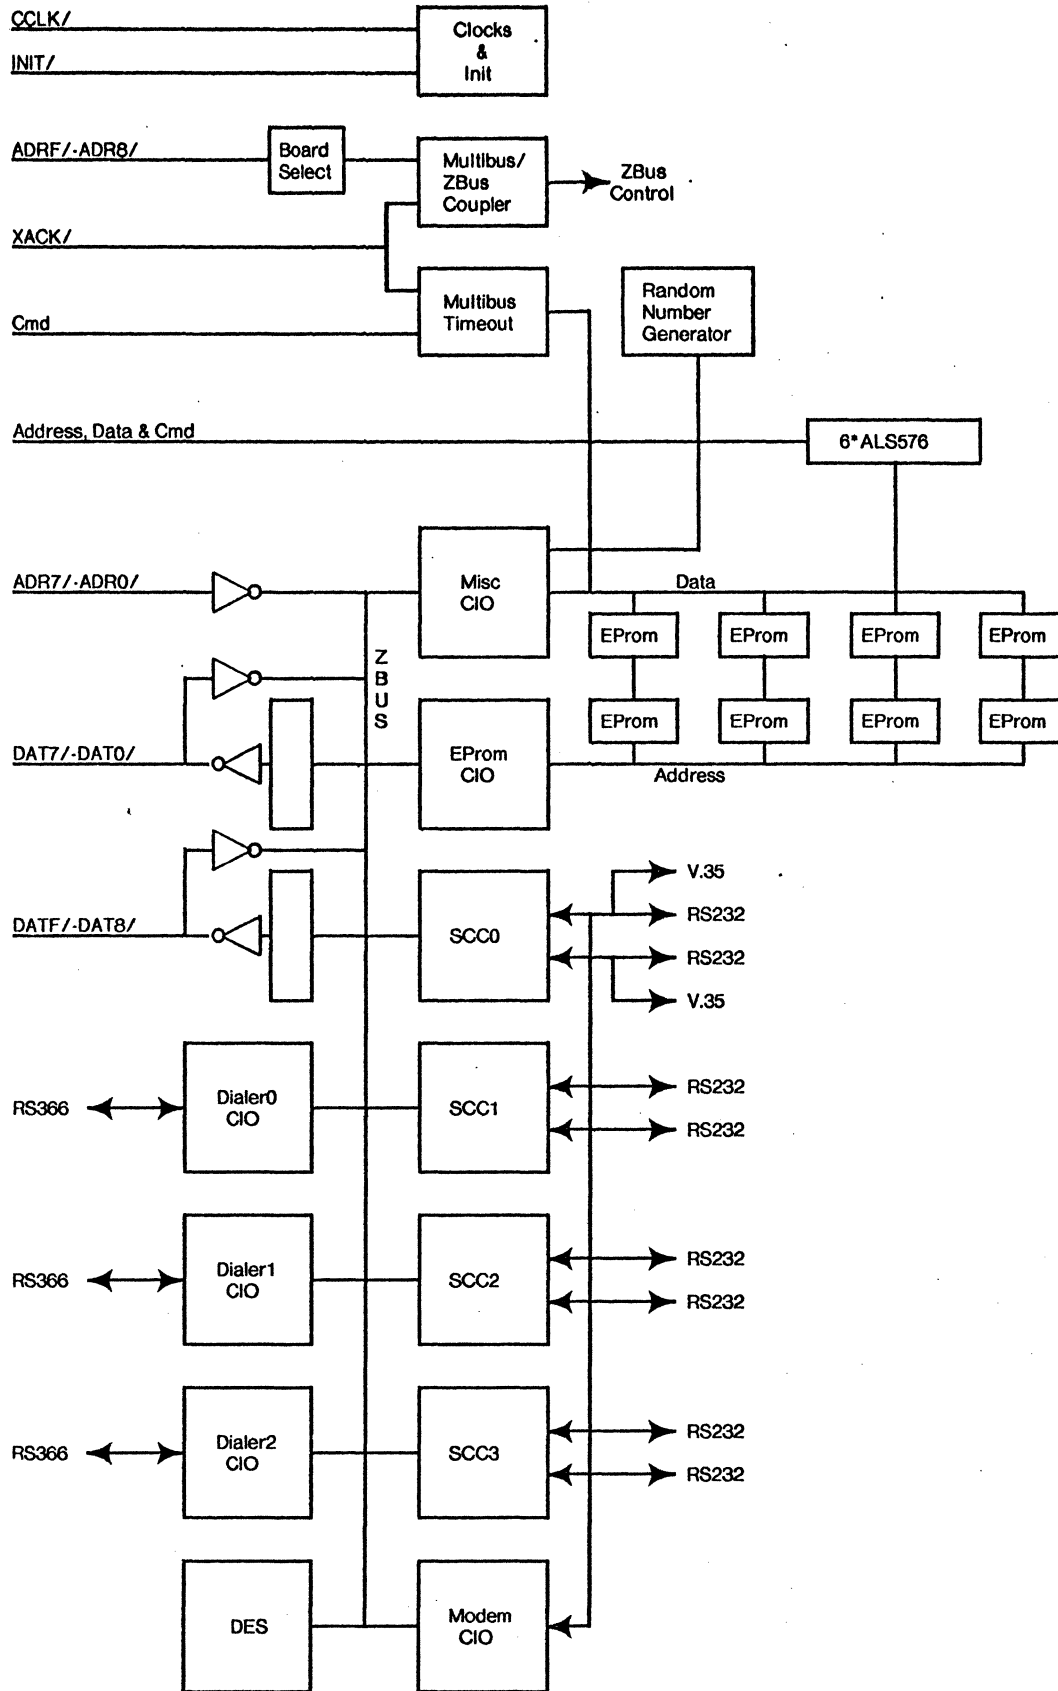 CCLK/
Clocks
&
Init
INIT/
ADRF/-ADR8/
Board
Select
Multibus/
ZBus
Coupler
ZBus
Control
XACK/
Multibus
Timeout
Random
Number
Generator
Cmd
Address, Data & Cmd
6*ALS576
ADR7/-ADR0/
Misc
CIO
Data
EProm
EProm
EProm
EProm
Z
B
U
S
EProm
EProm
EProm
EProm
DAT7/-DAT0/
EProm
CIO
Address
V.35
DATF/-DAT8/
SCC0
RS232
RS232
V.35
RS366
Dialer0
CIO
SCC1
RS232
RS232
RS366
Dialer1
CIO
SCC2
RS232
RS232
RS366
Dialer2
CIO
SCC3
RS232
RS232
DES
Modem
CIO